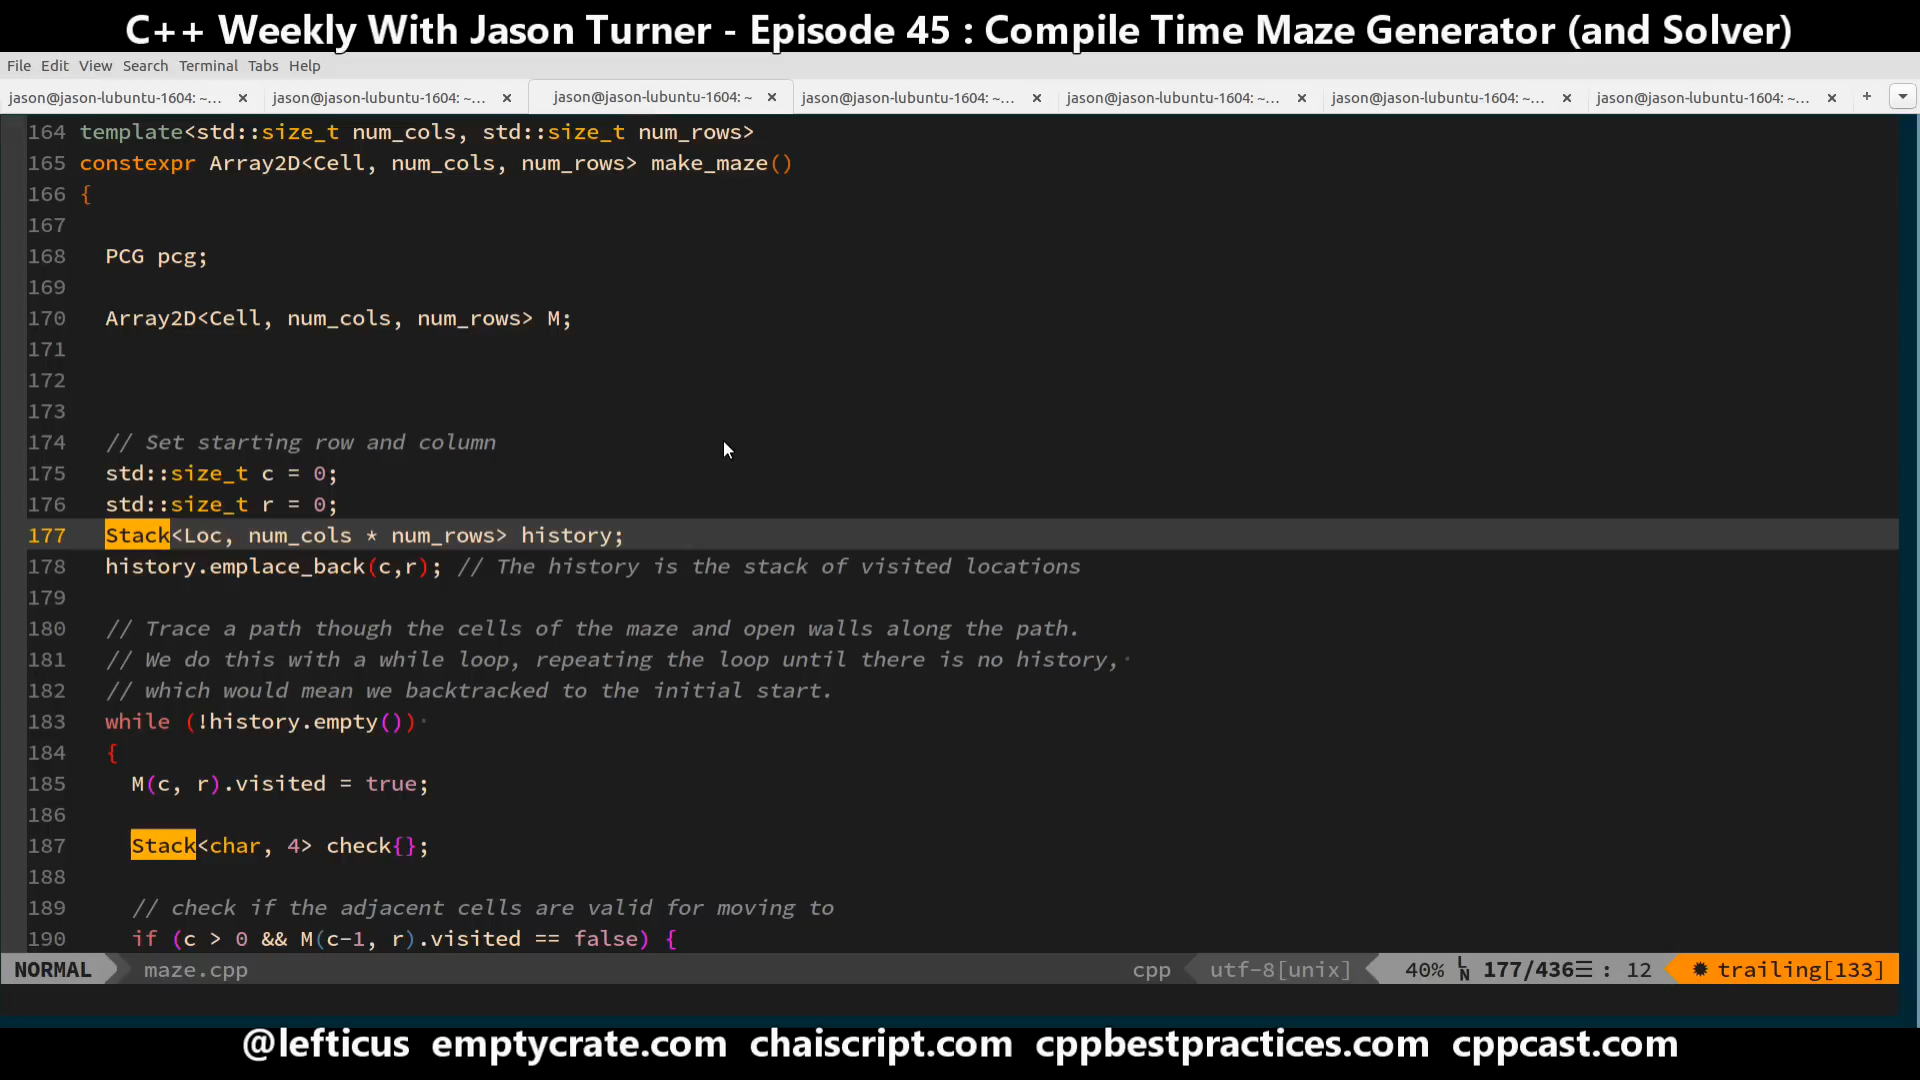 C++ Weekly With Jason Turner - Episode 45 : Compile Time Maze Generator (and Solver)
File Edit View Search Terminal Tabs Help
jason@jason-lubuntu-1604: ~... × jason@jason-lubuntu-1604: ~... × jason@jason-lubuntu-1604: ~ × jason@jason-lubuntu-1604: ~... × jason@jason-lubuntu-1604: ~... × jason@jason-lubuntu-1604: ~... × jason@jason-lubuntu-1604: ~... × +
164 template<std::size_t num_cols, std::size_t num_rows>
165 constexpr Array2D<Cell, num_cols, num_rows> make_maze()
166 {
167
168   PCG pcg;
169
170   Array2D<Cell, num_cols, num_rows> M;
171
172
173
174   // Set starting row and column
175   std::size_t c = 0;
176   std::size_t r = 0;
177   Stack<Loc, num_cols * num_rows> history;
178   history.emplace_back(c,r); // The history is the stack of visited locations
179
180   // Trace a path though the cells of the maze and open walls along the path.
181   // We do this with a while loop, repeating the loop until there is no history,·
182   // which would mean we backtracked to the initial start.
183   while (!history.empty())·
184   {
185     M(c, r).visited = true;
186
187     Stack<char, 4> check{};
188
189     // check if the adjacent cells are valid for moving to
190     if (c > 0 && M(c-1, r).visited == false) {
NORMAL maze.cpp cpp utf-8[unix] 40% LN 177/436☰ : 12 ✹ trailing[133]
@lefticus emptycrate.com chaiscript.com cppbestpractices.com cppcast.com